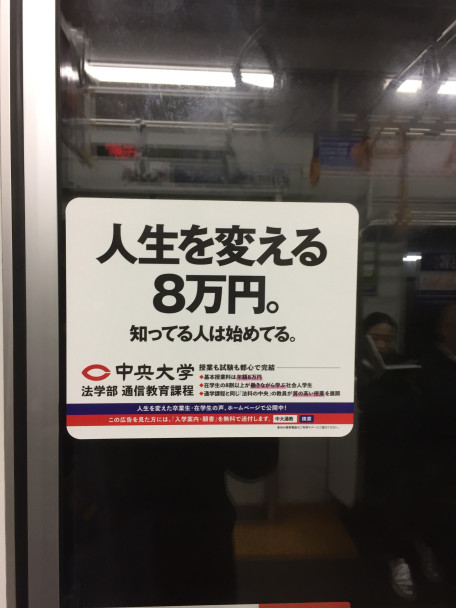 人生を変える
8万円。
知ってる人は始めてる。
中央大学
法学部 通信教育課程
授業も試験も都心で完結
◆基本授業料は年額8万円
◆在学生の8割以上が働きながら学ぶ社会人学生
◆通学課程と同じ「法科の中央」の教員が質の高い授業を展開
人生を変えた卒業生・在学生の声、ホームページで公開中！
この広告を見た方には、「入学案内・願書」を無料で送付します。 中大通教 検索